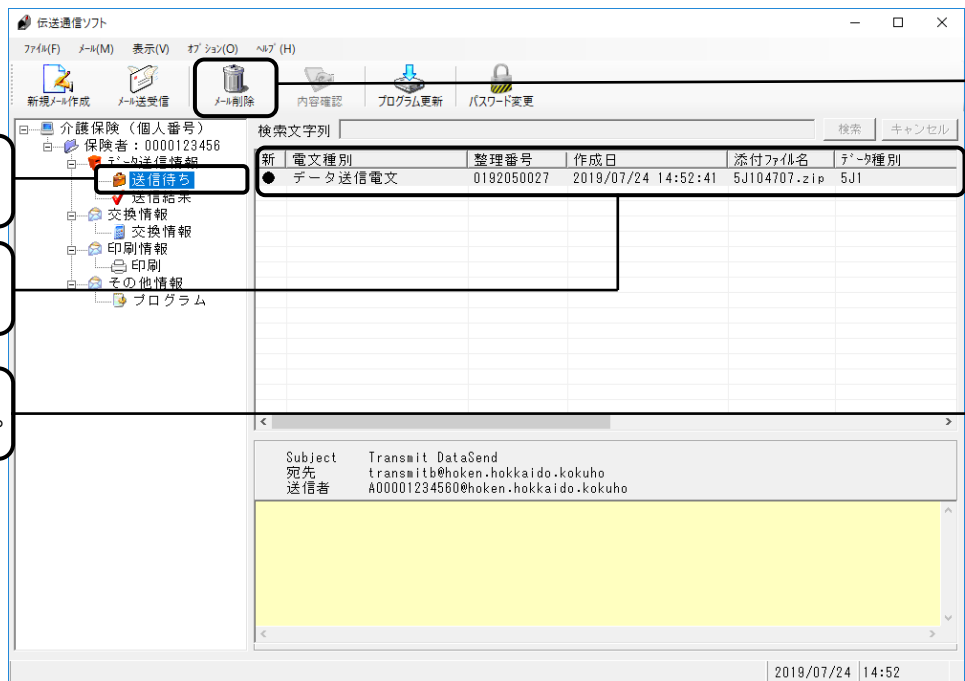 伝送通信ソフト
ファイル(F) メール(M) 表示(V) オプション(O) ヘルプ(H)
新規メール作成 メール送受信 メール削除 内容確認 プログラム更新 パスワード変更
介護保険（個人番号）
保険者：0000123456
データ送信情報
送信待ち
送信結果
交換情報
交換情報
印刷情報
印刷
その他情報
プログラム
検索文字列 検索 キャンセル
新 電文種別 整理番号 作成日 添付ファイル名 データ種別
● データ送信電文 0192050027 2019/07/24 14:52:41 5J104707.zip 5J1
Subject Transmit DataSend
宛先 transmitb@hoken.hokkaido.kokuho
送信者 A00001234560@hoken.hokkaido.kokuho
2019/07/24 14:52
。